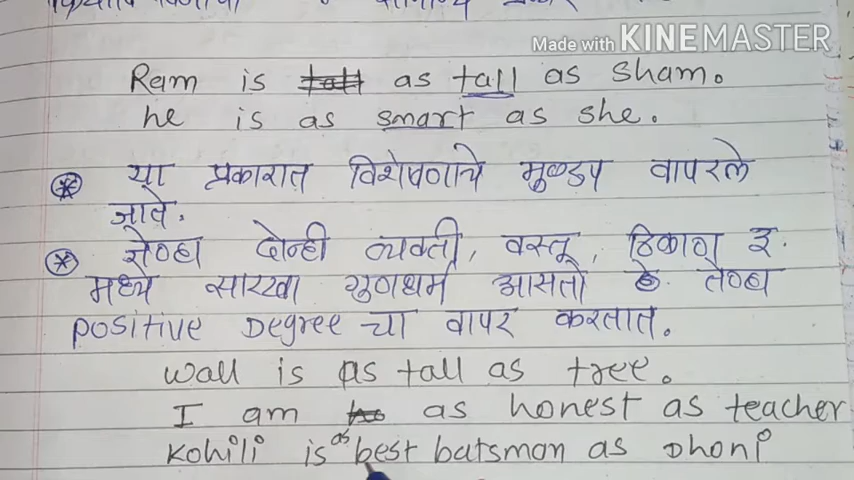 Made with KINEMASTER
Ram is as tall as Sham.
he is as smart as she.
या प्रकारात विशेषणाचे मुळरूप वापरले
जाते.
जेव्हा दोन्ही व्यक्ती, वस्तू, ठिकाण इ.
मध्ये सारखा गुणधर्म आसतो तेव्हा
Positive Degree चा वापर करतात.
Wall is as tall as tree.
I am as honest as teacher
Kohili is as best batsman as Dhoni